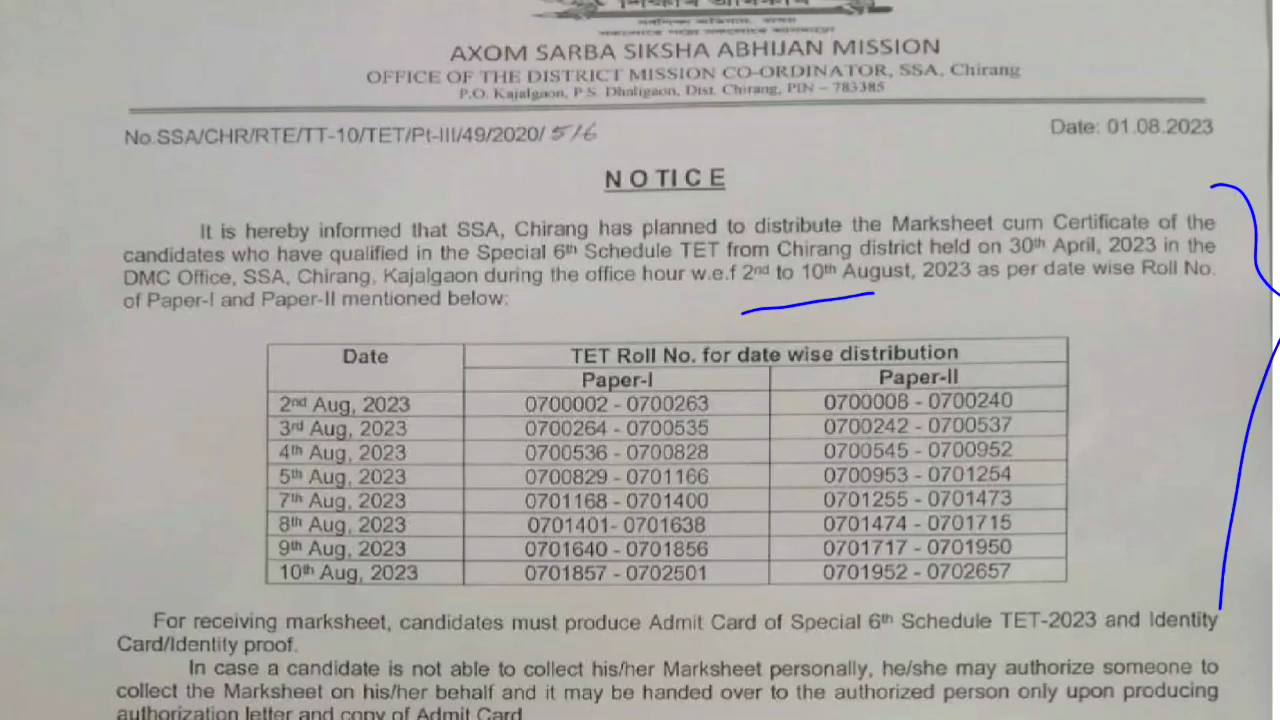 AXOM SARBA SIKSHA ABHIJAN MISSION
OFFICE OF THE DISTRICT MISSION CO-ORDINATOR, SSA, Chirang
P.O. Kajalgaon, P.S. Dhaligaon, Dist. Chirang, PIN – 783385
No.SSA/CHR/RTE/TT-10/TET/Pt-III/49/2020/ 516 Date: 01.08.2023
NOTICE
It is hereby informed that SSA, Chirang has planned to distribute the Marksheet cum Certificate of the
candidates who have qualified in the Special 6th Schedule TET from Chirang district held on 30th April, 2023 in the
DMC Office, SSA, Chirang, Kajalgaon during the office hour w.e.f 2nd to 10th August, 2023 as per date wise Roll No.
of Paper-I and Paper-II mentioned below:
Date TET Roll No. for date wise distribution
Paper-I Paper-II
2nd Aug, 2023 0700002 - 0700263 0700008 - 0700240
3rd Aug, 2023 0700264 - 0700535 0700242 - 0700537
4th Aug, 2023 0700536 - 0700828 0700545 - 0700952
5th Aug, 2023 0700829 - 0701166 0700953 - 0701254
7th Aug, 2023 0701168 - 0701400 0701255 - 0701473
8th Aug, 2023 0701401- 0701638 0701474 - 0701715
9th Aug, 2023 0701640 - 0701856 0701717 - 0701950
10th Aug, 2023 0701857 - 0702501 0701952 - 0702657
For receiving marksheet, candidates must produce Admit Card of Special 6th Schedule TET-2023 and Identity
Card/Identity proof.
In case a candidate is not able to collect his/her Marksheet personally, he/she may authorize someone to
collect the Marksheet on his/her behalf and it may be handed over to the authorized person only upon producing
authorization letter and copy of Admit Card